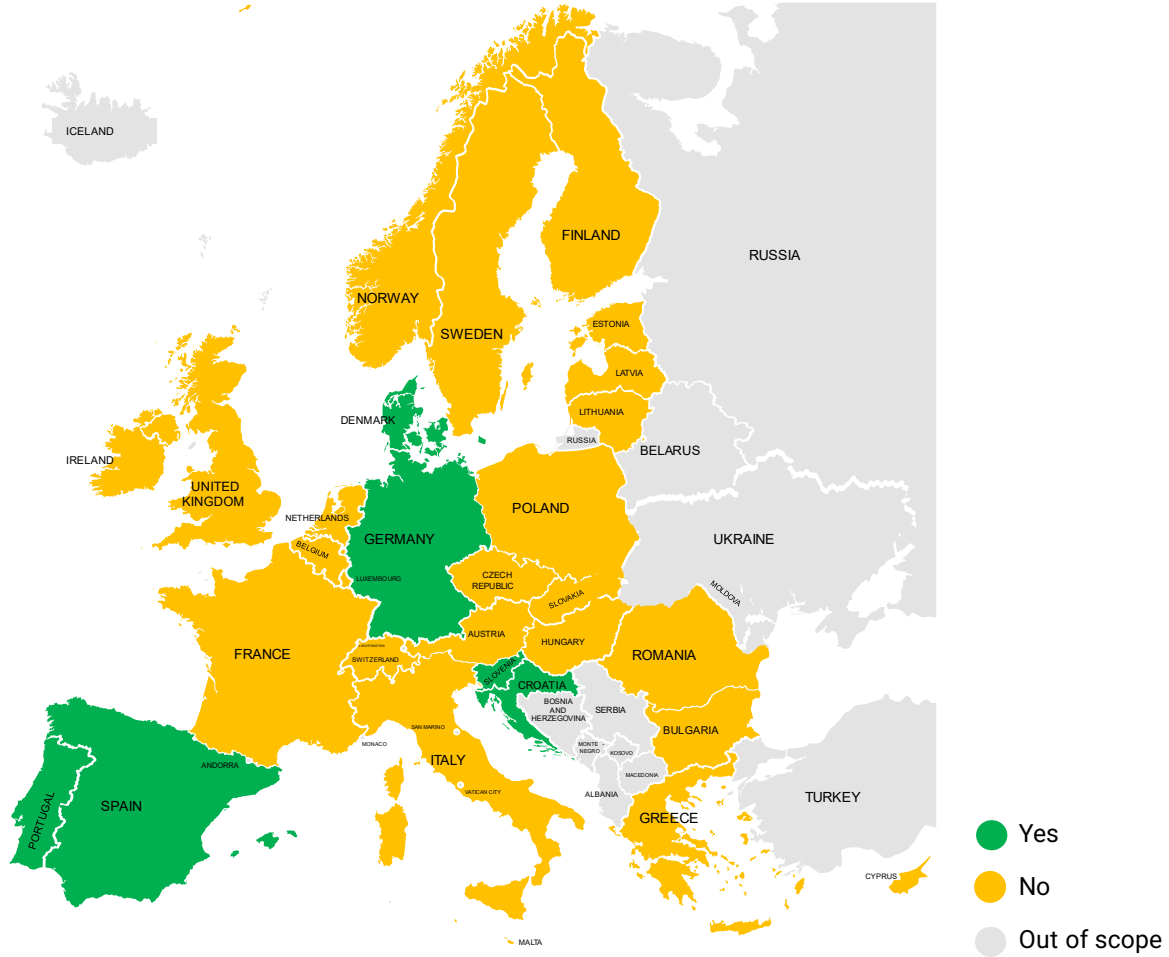 ICELAND
FINLAND
RUSSIA
NORWAY
SWEDEN
ESTONIA
LATVIA
LITHUANIA
DENMARK
RUSSIA
BELARUS
IRELAND
UNITED
KINGDOM
NETHERLANDS
POLAND
GERMANY
UKRAINE
BELGIUM
LUXEMBOURG
CZECH
REPUBLIC
SLOVAKIA
MOLDOVA
AUSTRIA
HUNGARY
FRANCE
LIECHTENSTEIN
SWITZERLAND
ROMANIA
SLOVENIA
CROATIA
BOSNIA
AND
HERZEGOVINA
SERBIA
SAN MARINO
BULGARIA
MONACO
MONTE -
NEGRO
KOSOVO
ITALY
ANDORRA
MACEDONIA
VATICAN CITY
ALBANIA
PORTUGAL
SPAIN
TURKEY
GREECE
CYPRUS
MALTA
Yes
No
Out of scope